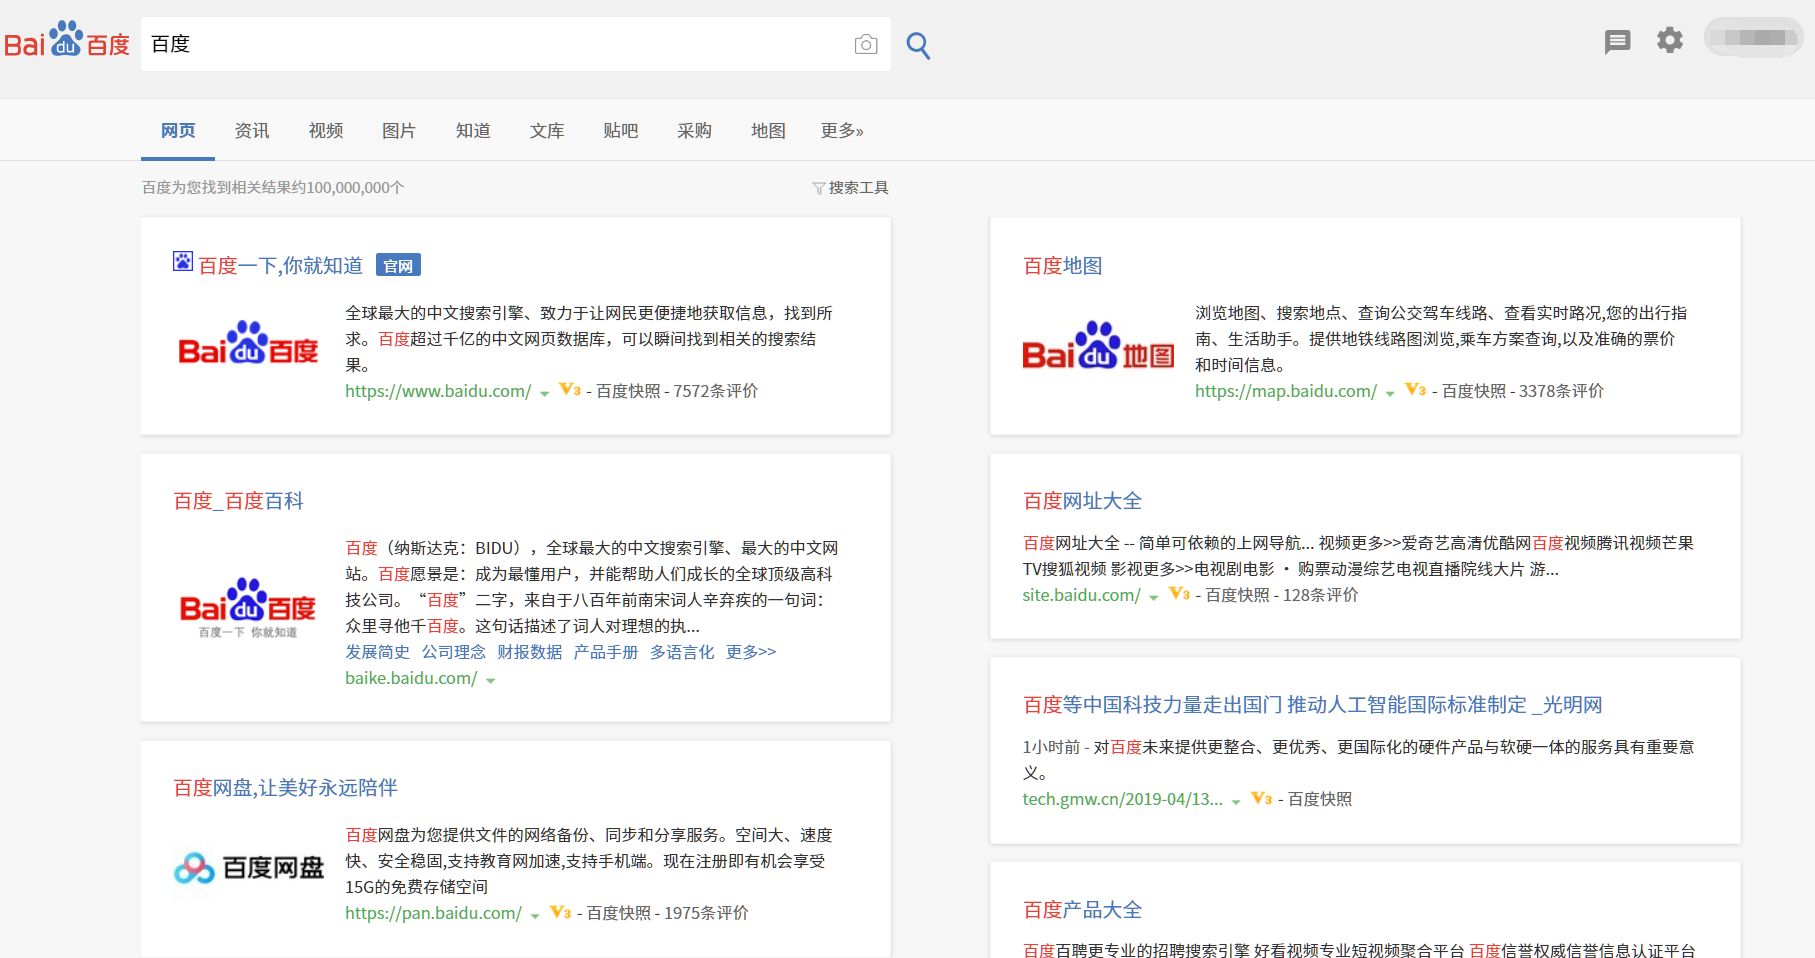 Bai du 百度
百度
网页 资讯 视频 图片 知道 文库 贴吧 采购 地图 更多»
百度为您找到相关结果约100,000,000个
搜索工具
百度一下,你就知道 官网
Bai du 百度
全球最大的中文搜索引擎、致力于让网民更便捷地获取信息，找到所
求。百度超过千亿的中文网页数据库，可以瞬间找到相关的搜索结
果。
https://www.baidu.com/ V3 - 百度快照 - 7572条评价
百度_百度百科
Bai du 百度
百度一下 你就知道
百度（纳斯达克：BIDU），全球最大的中文搜索引擎、最大的中文网
站。百度愿景是：成为最懂用户，并能帮助人们成长的全球顶级高科
技公司。“百度”二字，来自于八百年前南宋词人辛弃疾的一句词：
众里寻他千百度。这句话描述了词人对理想的执...
发展简史 公司理念 财报数据 产品手册 多语言化 更多>>
baike.baidu.com/
百度网盘,让美好永远陪伴
百度网盘
百度网盘为您提供文件的网络备份、同步和分享服务。空间大、速度
快、安全稳固,支持教育网加速,支持手机端。现在注册即有机会享受
15G的免费存储空间
https://pan.baidu.com/ V3 - 百度快照 - 1975条评价
百度地图
Bai du 地图
浏览地图、搜索地点、查询公交驾车线路、查看实时路况,您的出行指
南、生活助手。提供地铁线路图浏览,乘车方案查询,以及准确的票价
和时间信息。
https://map.baidu.com/ V3 - 百度快照 - 3378条评价
百度网址大全
百度网址大全 -- 简单可依赖的上网导航... 视频更多>>爱奇艺高清优酷网百度视频腾讯视频芒果
TV搜狐视频 影视更多>>电视剧电影 · 购票动漫综艺电视直播院线大片 游...
site.baidu.com/ V3 - 百度快照 - 128条评价
百度等中国科技力量走出国门 推动人工智能国际标准制定 _光明网
1小时前 - 对百度未来提供更整合、更优秀、更国际化的硬件产品与软硬一体的服务具有重要意
义。
tech.gmw.cn/2019-04/13... V3 - 百度快照
百度产品大全
百度百聘更专业的招聘搜索引擎 好看视频专业短视频聚合平台 百度信誉权威信誉信息认证平台